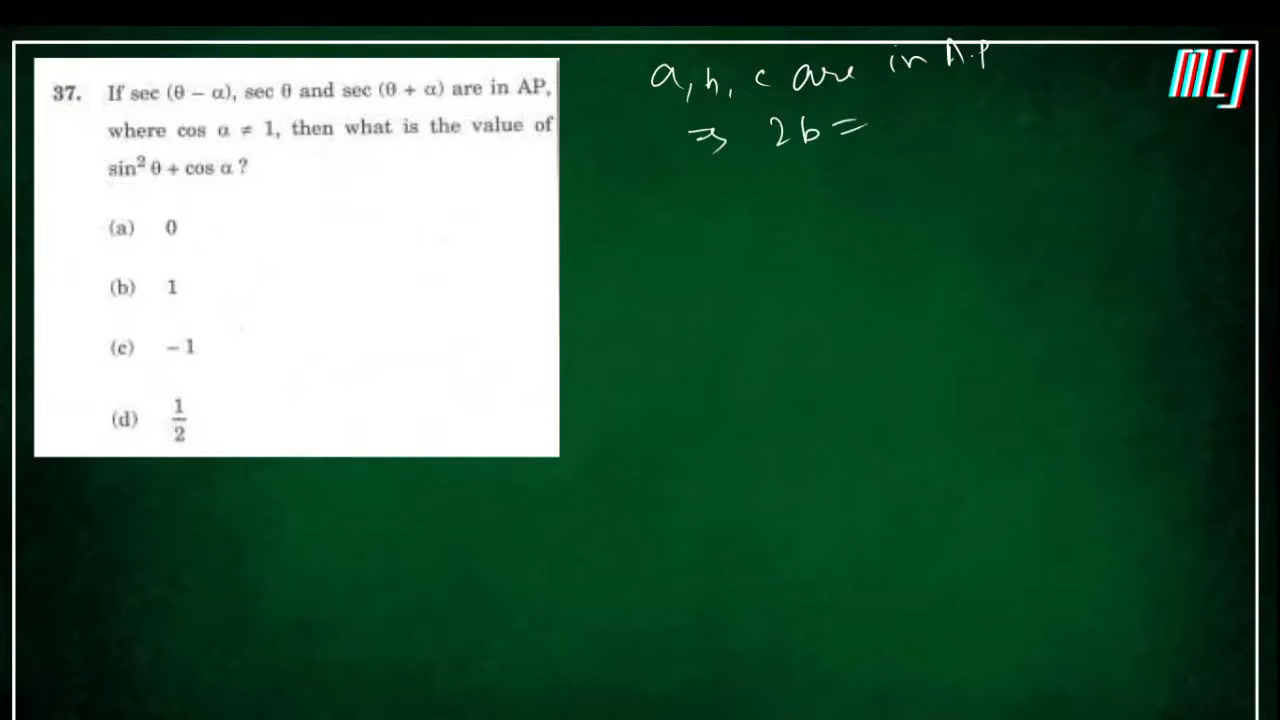 37. If sec (θ – α), sec θ and sec (θ + α) are in AP,
where cos α ≠ 1, then what is the value of
sin² θ + cos α ?
(a) 0
(b) 1
(c) – 1
(d) 1/2
a, b, c are in A.P
⇒ 2b =
MCJ